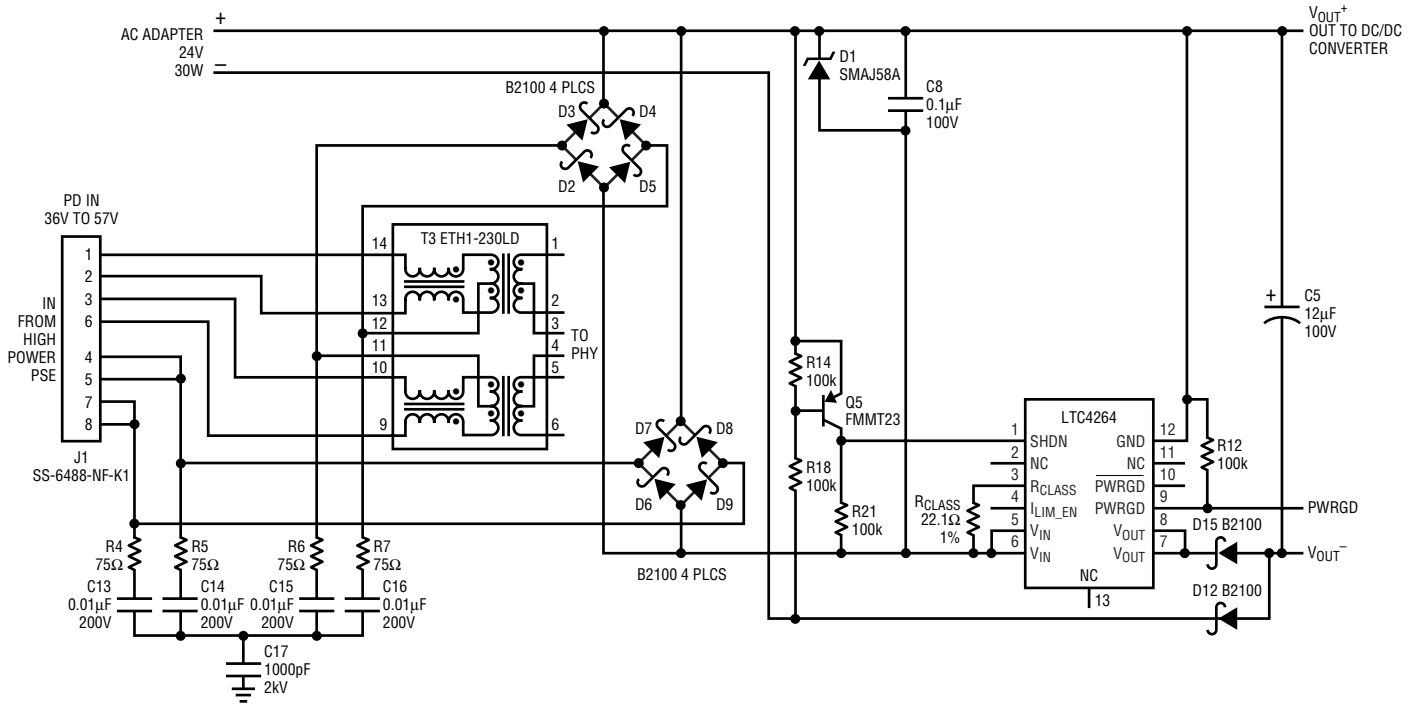 AC ADAPTER
24V
30W
+
−
B2100 4 PLCS
D3
D4
D2
D5
D1
SMAJ58A
C8
0.1µF
100V
VOUT+
OUT TO DC/DC
CONVERTER
PD IN
36V TO 57V
IN
FROM
HIGH
POWER
PSE
1
2
3
6
4
5
7
8
J1
SS-6488-NF-K1
T3 ETH1-230LD
14
13
12
11
10
9
1
2
3
4
5
6
TO
PHY
D7
D8
D6
D9
B2100 4 PLCS
R4
75Ω
R5
75Ω
R6
75Ω
R7
75Ω
C13
0.01µF
200V
C14
0.01µF
200V
C15
0.01µF
200V
C16
0.01µF
200V
C17
1000pF
2kV
R14
100k
Q5
FMMT23
R18
100k
R21
100k
RCLASS
22.1Ω
1%
LTC4264
1
SHDN
2
NC
3
RCLASS
4
ILIM_EN
5
VIN
6
VIN
GND
12
NC
11
PWRGD
10
PWRGD
9
VOUT
8
VOUT
7
NC
13
R12
100k
+
C5
12µF
100V
PWRGD
D15 B2100
VOUT−
D12 B2100